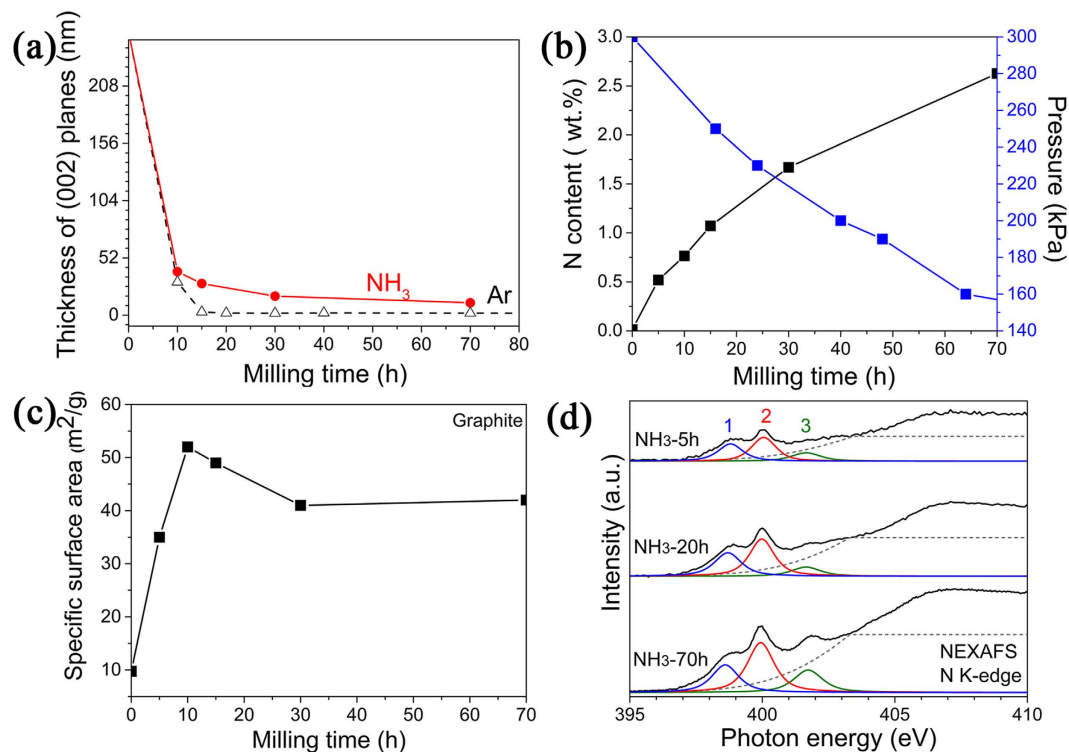 (a)
Thickness of (002) planes (nm)
208
156
104
52
0
NH₃
Ar
0 10 20 30 40 50 60 70 80
Milling time (h)
(b)
N content ( wt.%)
3.0
2.5
2.0
1.5
1.0
0.5
0.0
300
280
260
240
220
200
180
160
140
Pressure (kPa)
0 10 20 30 40 50 60 70
Milling time (h)
(c)
Specific surface area (m²/g)
60
50
40
30
20
10
Graphite
0 10 20 30 40 50 60 70
Milling time (h)
(d)
Intensity (a.u.)
1 2 3
NH₃-5h
NH₃-20h
NH₃-70h
NEXAFS
N K-edge
395 400 405 410
Photon energy (eV)